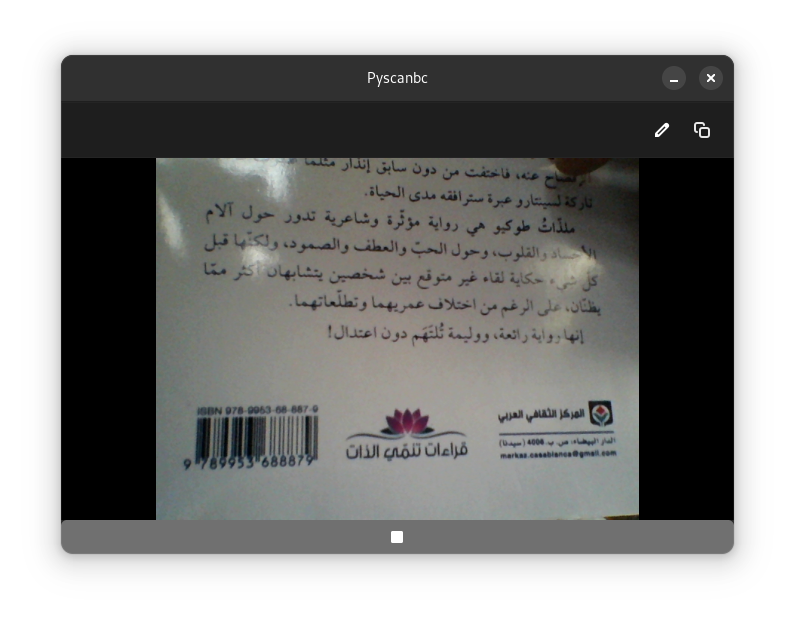 Pyscanbc
عنه، فاختفت من دون سابق إنذار مثلما
تاركة لسينتارو عبرة سترافقه مدى الحياة.
ملذّاتُ طوكيو هي رواية مؤثّرة وشاعرية تدور حول آلام
الأجساد والقلوب، وحول الحبّ والعطف والصمود، ولكنّها قبل
كلّ شيء حكاية لقاء غير متوقع بين شخصين يتشابهان أكثر ممّا
يظنّان، على الرغم من اختلاف عمريهما وتطلّعاتهما.
إنها رواية رائعة، ووليمة تُلتَهَم دون اعتدال!
المركز الثقافي العربي
الدار البيضاء، ص. ب. 4006 (سيدنا)
markaz.casablanca@gmail.com
قراءات تنمّي الذات
ISBN 978-9953-68-887-9
9 789953 688879